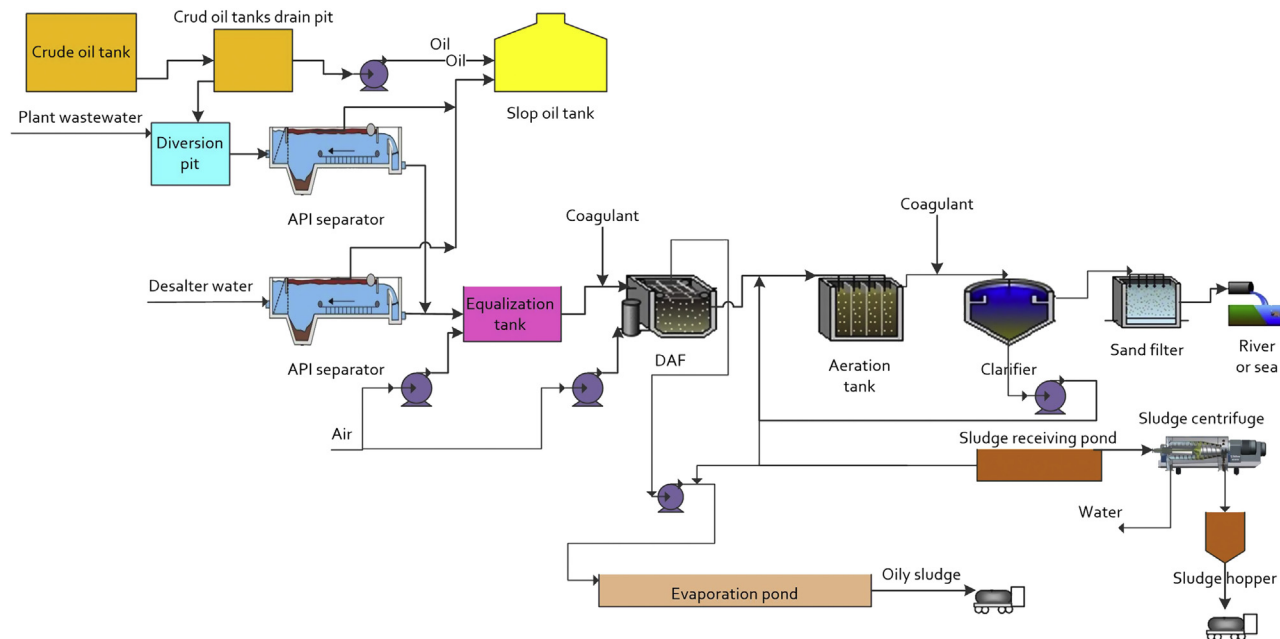 Crud oil tanks drain pit
Crude oil tank
Oil
Oil
Slop oil tank
Plant wastewater
Diversion
pit
API separator
Coagulant
Coagulant
Desalter water
Equalization
tank
API separator
DAF
Aeration
tank
Clarifier
Sand filter
River
or sea
Air
Sludge centrifuge
Sludge receiving pond
Water
Sludge hopper
Oily sludge
Evaporation pond